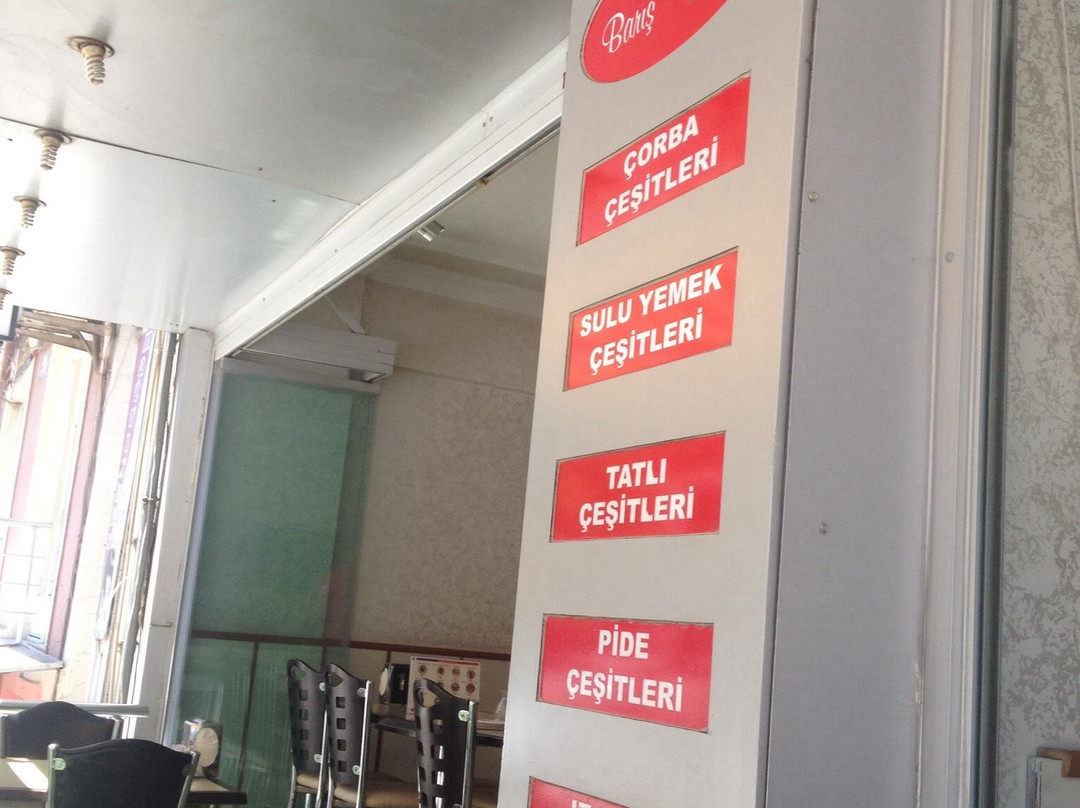 Barış
ÇORBA
ÇEŞİTLERİ
SULU YEMEK
ÇEŞİTLERİ
TATLI
ÇEŞİTLERİ
PİDE
ÇEŞİTLERİ